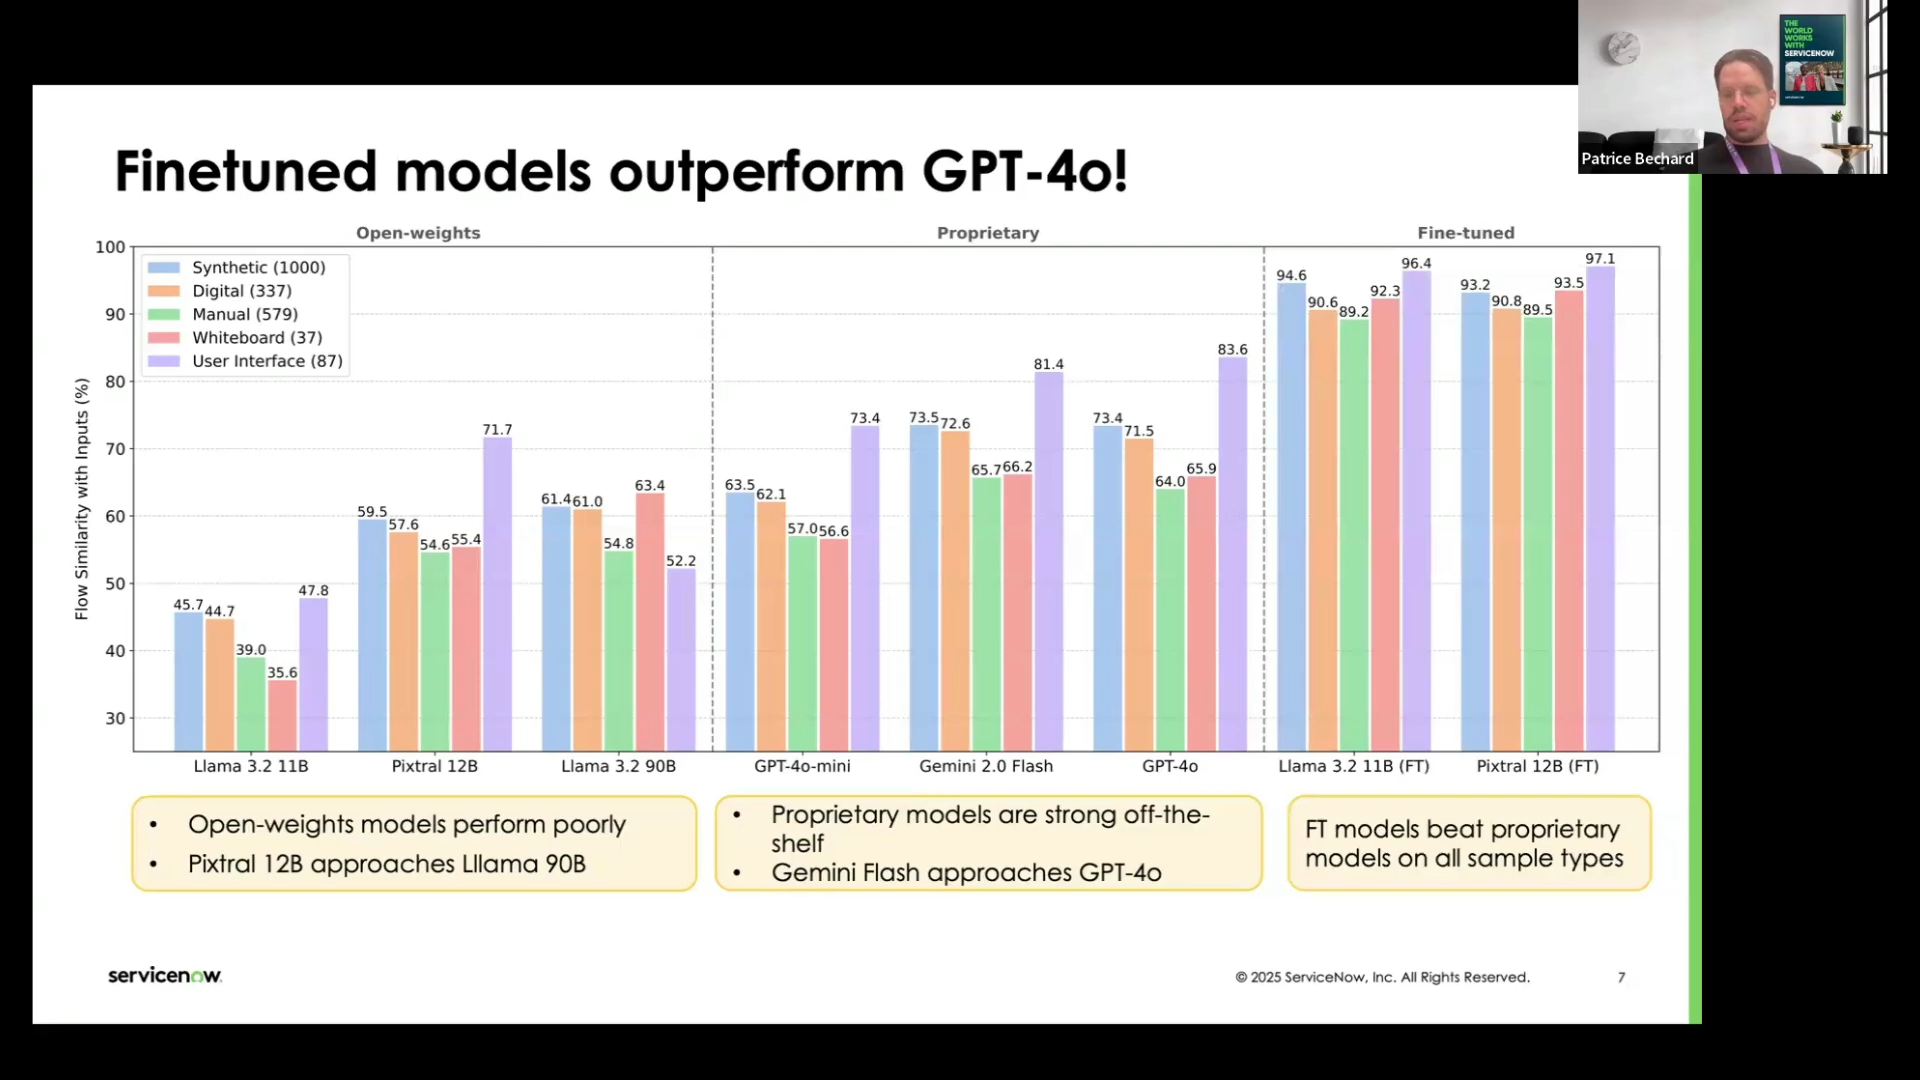 THE
WORLD
WORKS
WITH
SERVICENOW
Patrice Bechard
Finetuned models outperform GPT-4o!
Open-weights
Proprietary
Fine-tuned
Synthetic (1000)
Digital (337)
Manual (579)
Whiteboard (37)
User Interface (87)
Flow Similarity with Inputs (%)
100
90
80
70
60
50
40
30
45.7 44.7 39.0 35.6 47.8
59.5 57.6 54.6 55.4 71.7
61.4 61.0 54.8 63.4 52.2
63.5 62.1 57.0 56.6 73.4
73.5 72.6 65.7 66.2 81.4
73.4 71.5 64.0 65.9 83.6
94.6 90.6 89.2 92.3 96.4
93.2 90.8 89.5 93.5 97.1
Llama 3.2 11B
Pixtral 12B
Llama 3.2 90B
GPT-4o-mini
Gemini 2.0 Flash
GPT-4o
Llama 3.2 11B (FT)
Pixtral 12B (FT)
• Open-weights models perform poorly
• Pixtral 12B approaches Lllama 90B
• Proprietary models are strong off-the-
shelf
• Gemini Flash approaches GPT-4o
FT models beat proprietary
models on all sample types
servicenow
© 2025 ServiceNow, Inc. All Rights Reserved.
7